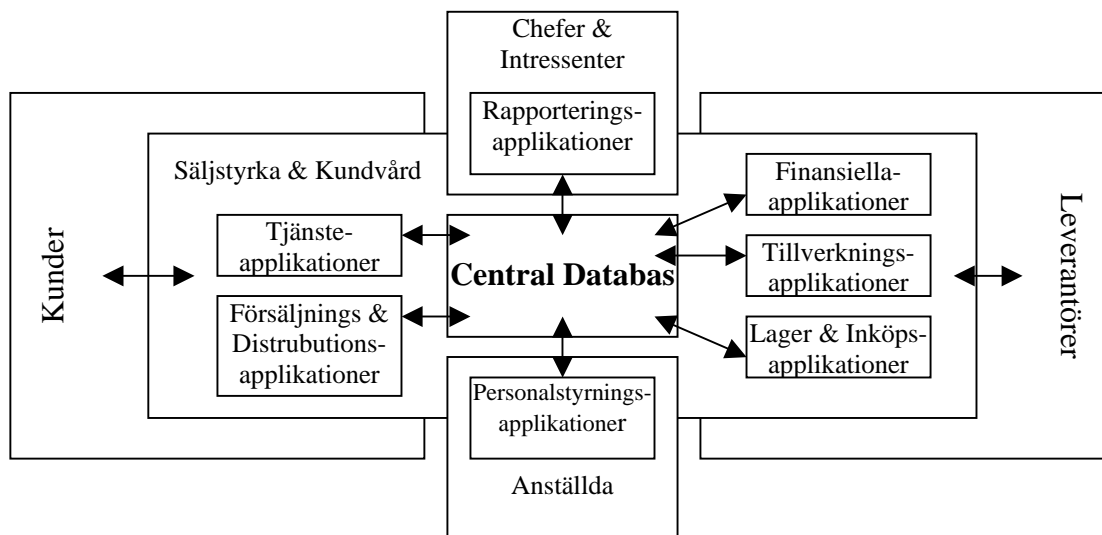 Chefer &
Intressenter
Rapporterings-
applikationer
Säljstyrka & Kundvård
Finansiella-
applikationer
Tjänste-
applikationer
Central Databas
Tillverknings-
applikationer
Kunder
Leverantörer
Försäljnings &
Distrubutions-
applikationer
Lager & Inköps-
applikationer
Personalstyrnings-
applikationer
Anställda